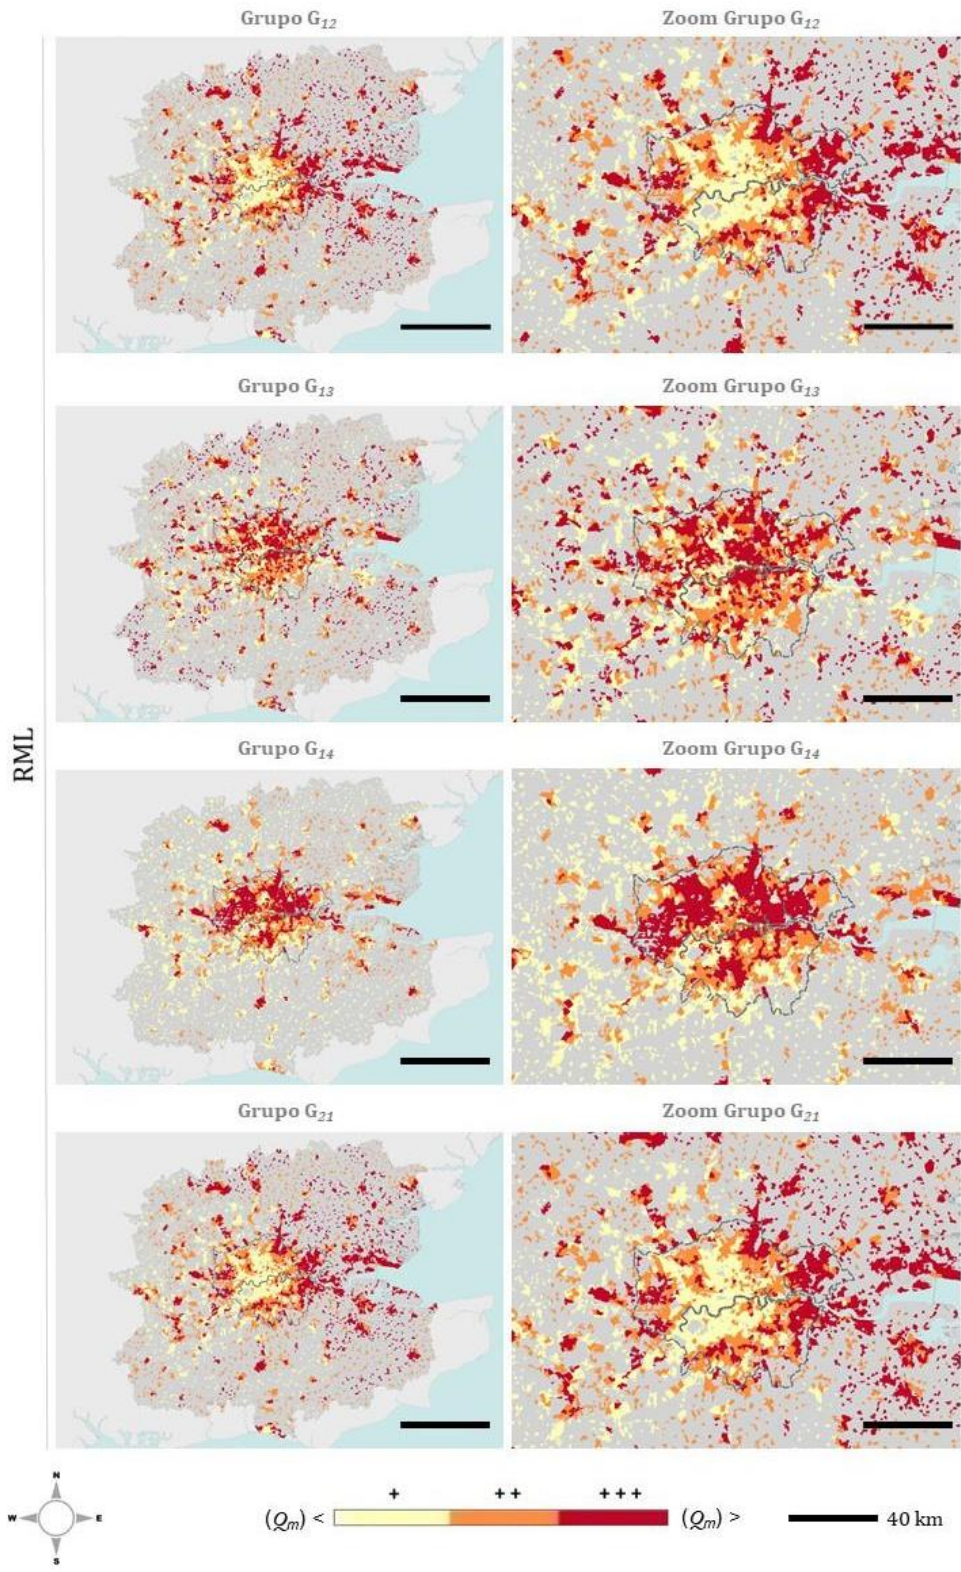 Grupo G12 Zoom Grupo G12
Grupo G13 Zoom Grupo G13
RML
Grupo G14 Zoom Grupo G14
Grupo G21 Zoom Grupo G21
N
W E
S
+ ++ +++
(Qm) < (Qm) > 40 km